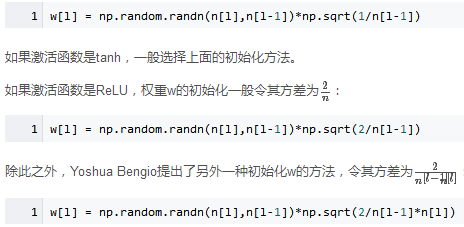 1 w[l] = np.random.randn(n[l],n[l-1])*np.sqrt(1/n[l-1])
如果激活函数是tanh，一般选择上面的初始化方法。
如果激活函数是ReLU，权重w的初始化一般令其方差为2/n：
1 w[l] = np.random.randn(n[l],n[l-1])*np.sqrt(2/n[l-1])
除此之外，Yoshua Bengio提出了另外一种初始化w的方法，令其方差为2/n[l-1]n[l]：
1 w[l] = np.random.randn(n[l],n[l-1])*np.sqrt(2/n[l-1]*n[l])